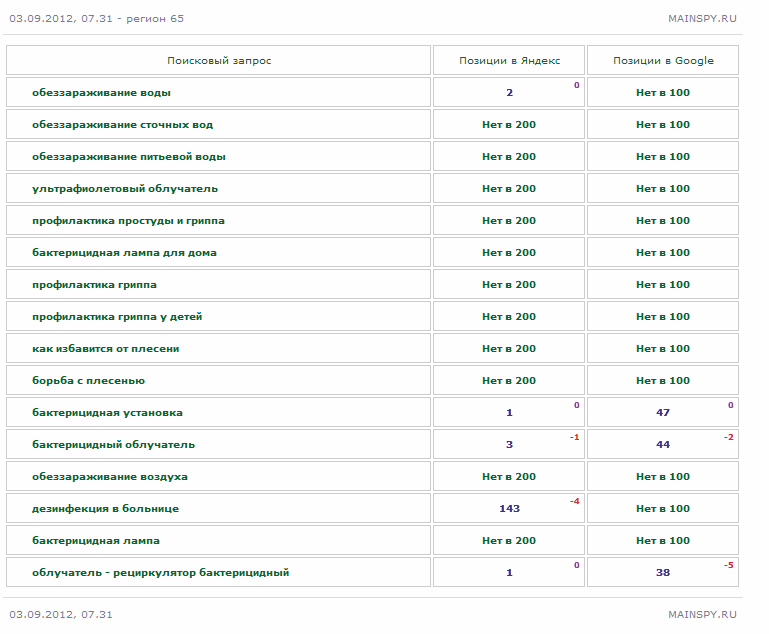 03.09.2012, 07.31 - регион 65 MAINSPY.RU
Поисковый запрос Позиции в Яндекс Позиции в Google
обеззараживание воды 2 0 Нет в 100
обеззараживание сточных вод Нет в 200 Нет в 100
обеззараживание питьевой воды Нет в 200 Нет в 100
ультрафиолетовый облучатель Нет в 200 Нет в 100
профилактика простуды и гриппа Нет в 200 Нет в 100
бактерицидная лампа для дома Нет в 200 Нет в 100
профилактика гриппа Нет в 200 Нет в 100
профилактика гриппа у детей Нет в 200 Нет в 100
как избавится от плесени Нет в 200 Нет в 100
борьба с плесенью Нет в 200 Нет в 100
бактерицидная установка 1 0 47 0
бактерицидный облучатель 3 -1 44 -2
обеззараживание воздуха Нет в 200 Нет в 100
дезинфекция в больнице 143 -4 Нет в 100
бактерицидная лампа Нет в 200 Нет в 100
облучатель - рециркулятор бактерицидный 1 0 38 -5
03.09.2012, 07.31 MAINSPY.RU